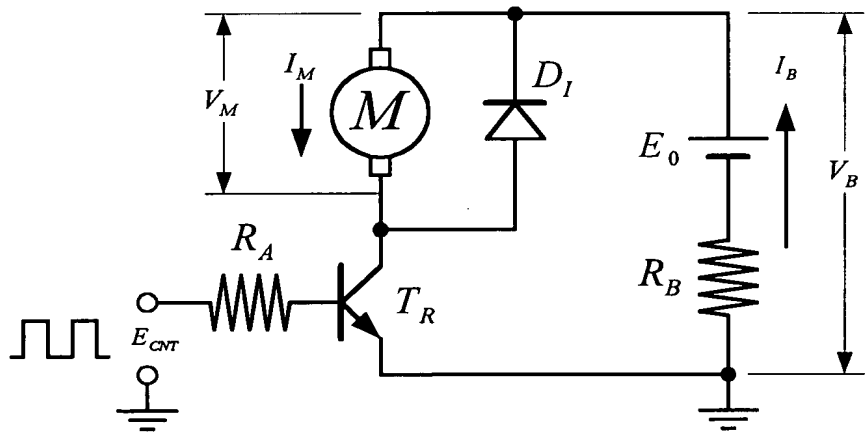 I_M
D_I
I_B
V_M
M
E_0
V_B
R_A
R_B
T_R
E_CNT